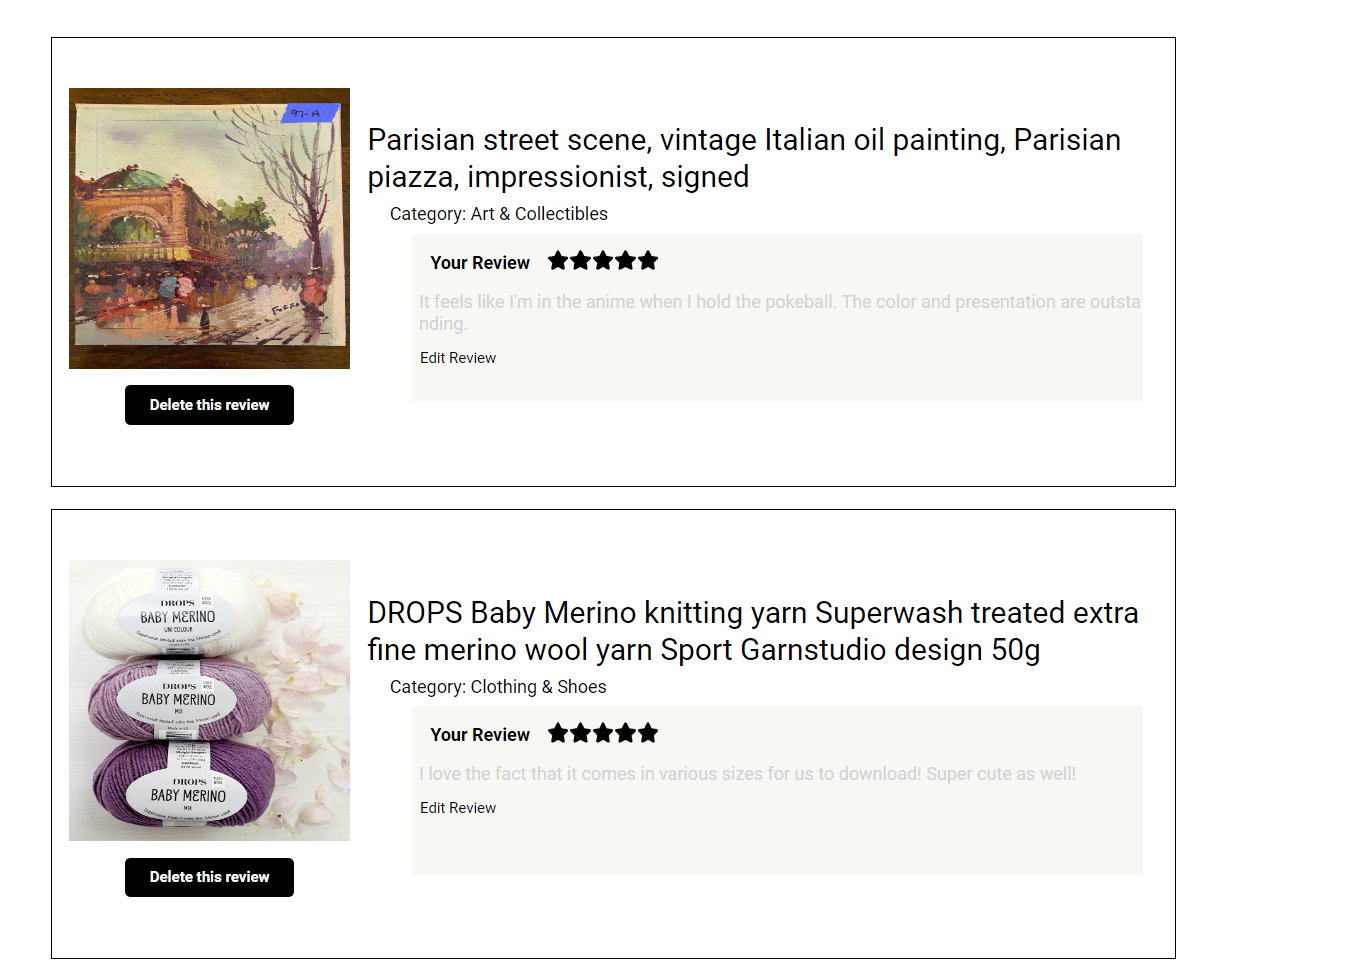 97-A
Parisian street scene, vintage Italian oil painting, Parisian
piazza, impressionist, signed
Category: Art & Collectibles
Your Review
It feels like I'm in the anime when I hold the pokeball. The color and presentation are outsta
nding.
Edit Review
Delete this review
DROPS
BABY MERINO
UNI COLOUR
DROPS
BABY MERINO
MIX
DROPS
BABY MERINO
MIX
DROPS Baby Merino knitting yarn Superwash treated extra
fine merino wool yarn Sport Garnstudio design 50g
Category: Clothing & Shoes
Your Review
I love the fact that it comes in various sizes for us to download! Super cute as well!
Edit Review
Delete this review